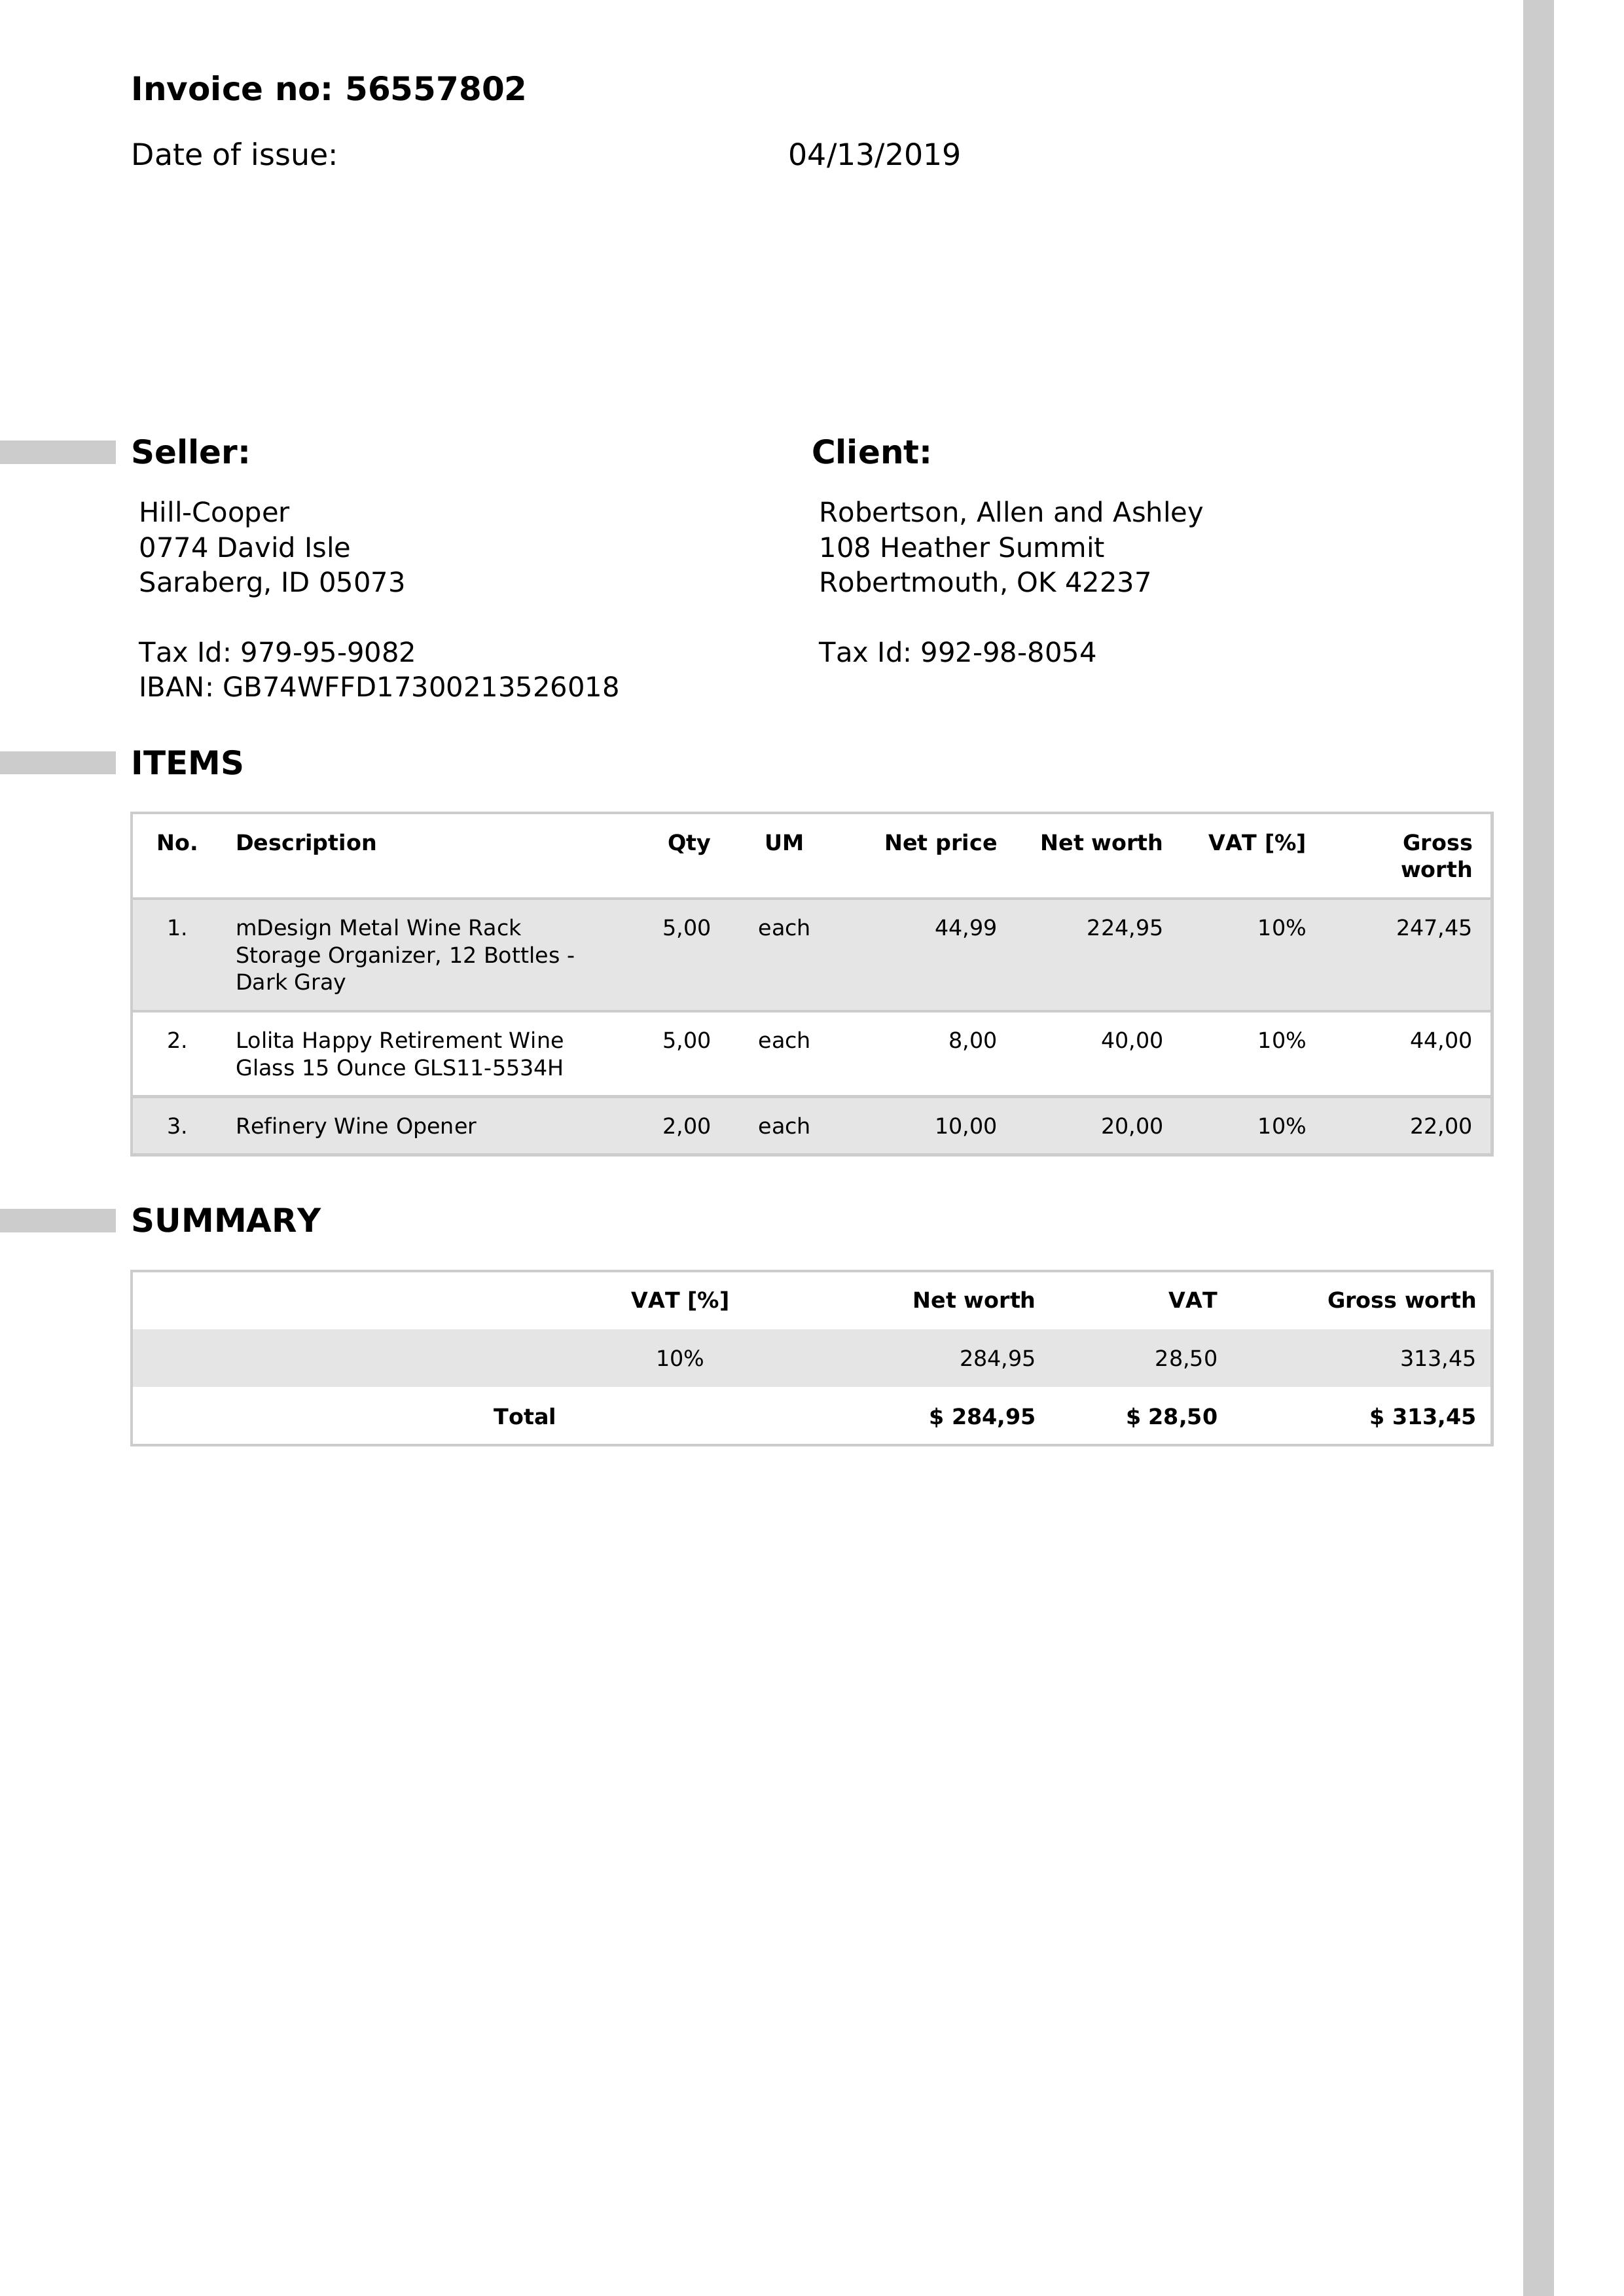 Invoice no: 56557802
Date of issue: 04/13/2019
Seller:
Hill-Cooper
0774 David Isle
Saraberg, ID 05073
Tax Id: 979-95-9082
IBAN: GB74WFFD17300213526018
Client:
Robertson, Allen and Ashley
108 Heather Summit
Robertmouth, OK 42237
Tax Id: 992-98-8054
ITEMS
No. Description Qty UM Net price Net worth VAT [%] Gross
worth
1. mDesign Metal Wine Rack 5,00 each 44,99 224,95 10% 247,45
Storage Organizer, 12 Bottles -
Dark Gray
2. Lolita Happy Retirement Wine 5,00 each 8,00 40,00 10% 44,00
Glass 15 Ounce GLS11-5534H
3. Refinery Wine Opener 2,00 each 10,00 20,00 10% 22,00
SUMMARY
VAT [%] Net worth VAT Gross worth
10% 284,95 28,50 313,45
Total $ 284,95 $ 28,50 $ 313,45